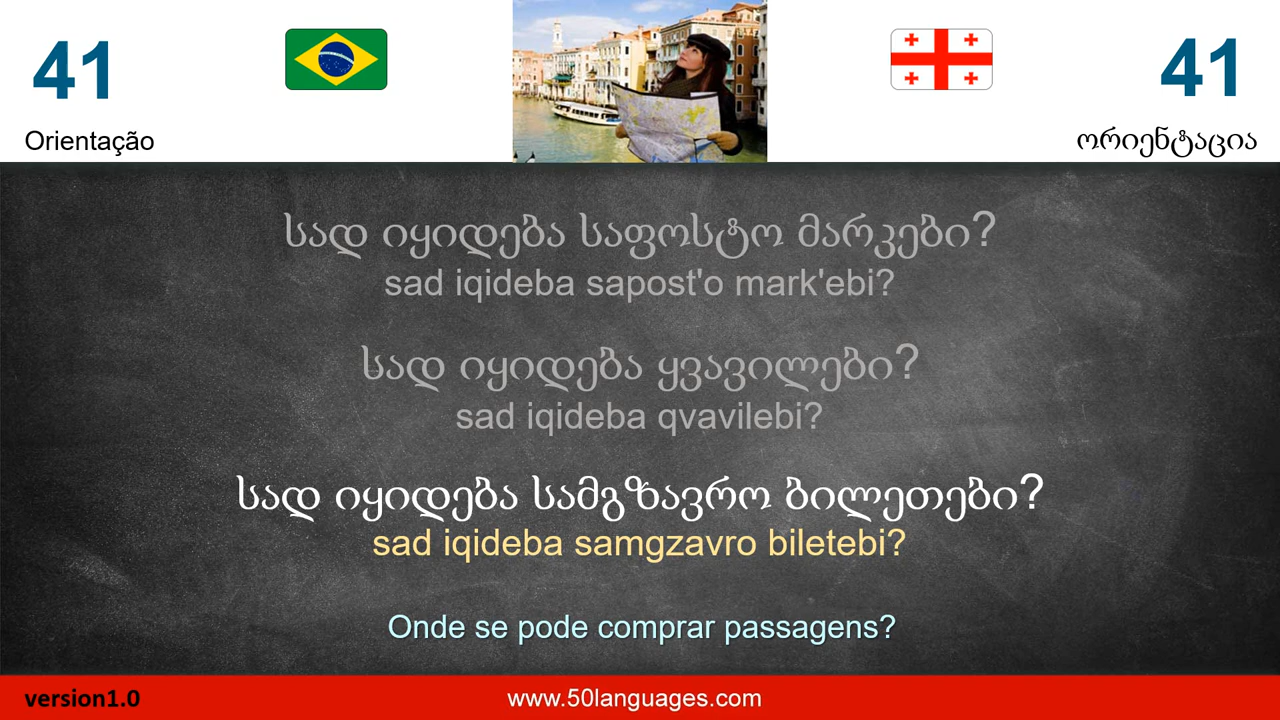 41
41
Orientação
ორიენტაცია
სად იყიდება საფოსტო მარკები?
sad iqideba sapost'o mark'ebi?
სად იყიდება ყვავილები?
sad iqideba qvavilebi?
სად იყიდება სამგზავრო ბილეთები?
sad iqideba samgzavro biletebi?
Onde se pode comprar passagens?
version1.0
www.50languages.com